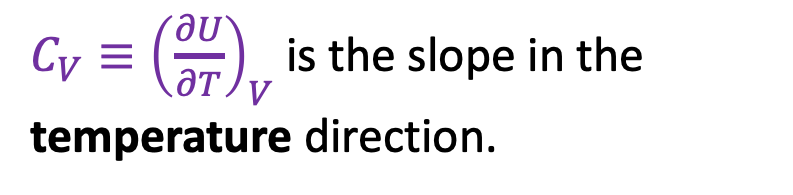 C_V ≡ (∂U/∂T)_V is the slope in the
temperature direction.